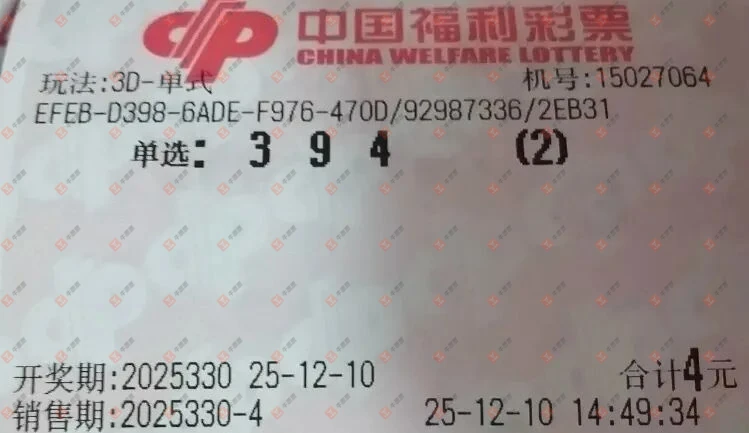 中国福利彩票
CHINA WELFARE LOTTERY
玩法:3D-单式 机号:15027064
EFEB-D398-6ADE-F976-470D/92987336/2EB31
单选: 3 9 4 (2)
开奖期:2025330 25-12-10 合计4元
销售期:2025330-4 25-12-10 14:49:34